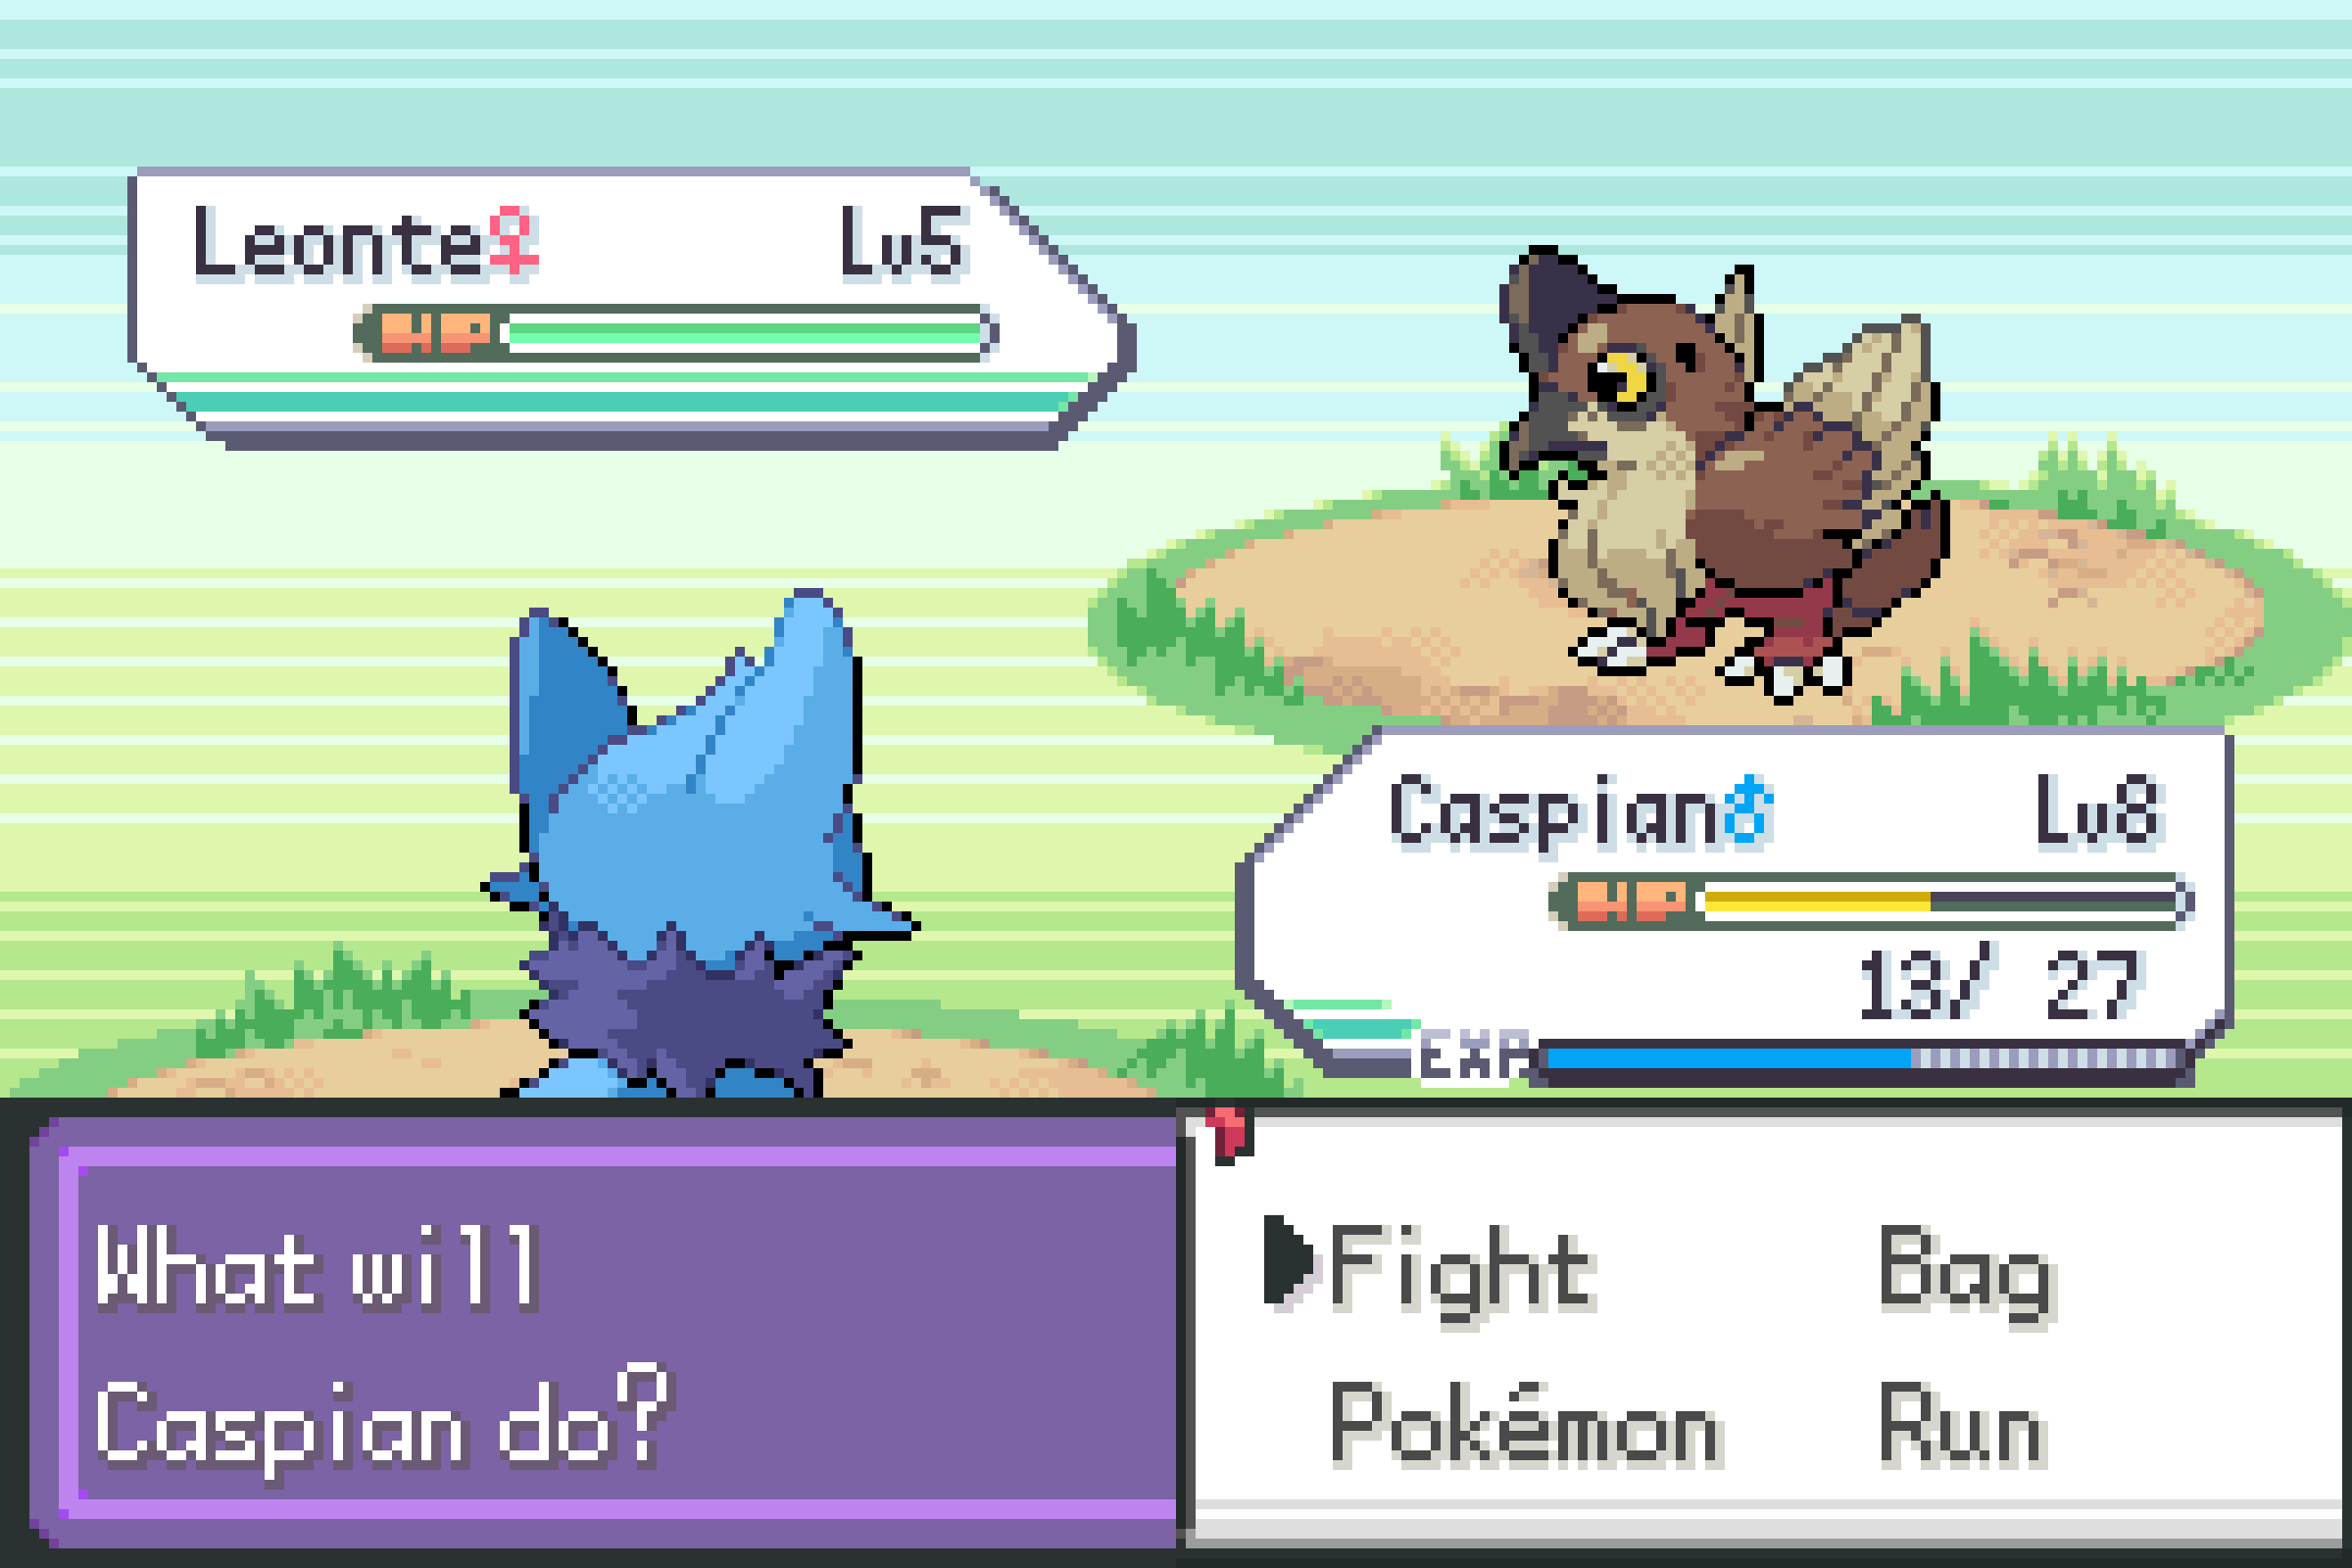 Leonte♀ Lv5
HP
Caspian♂ Lv8
HP
13/ 27
EXP
What will
Caspian do?
Fight Bag
Pokémon Run